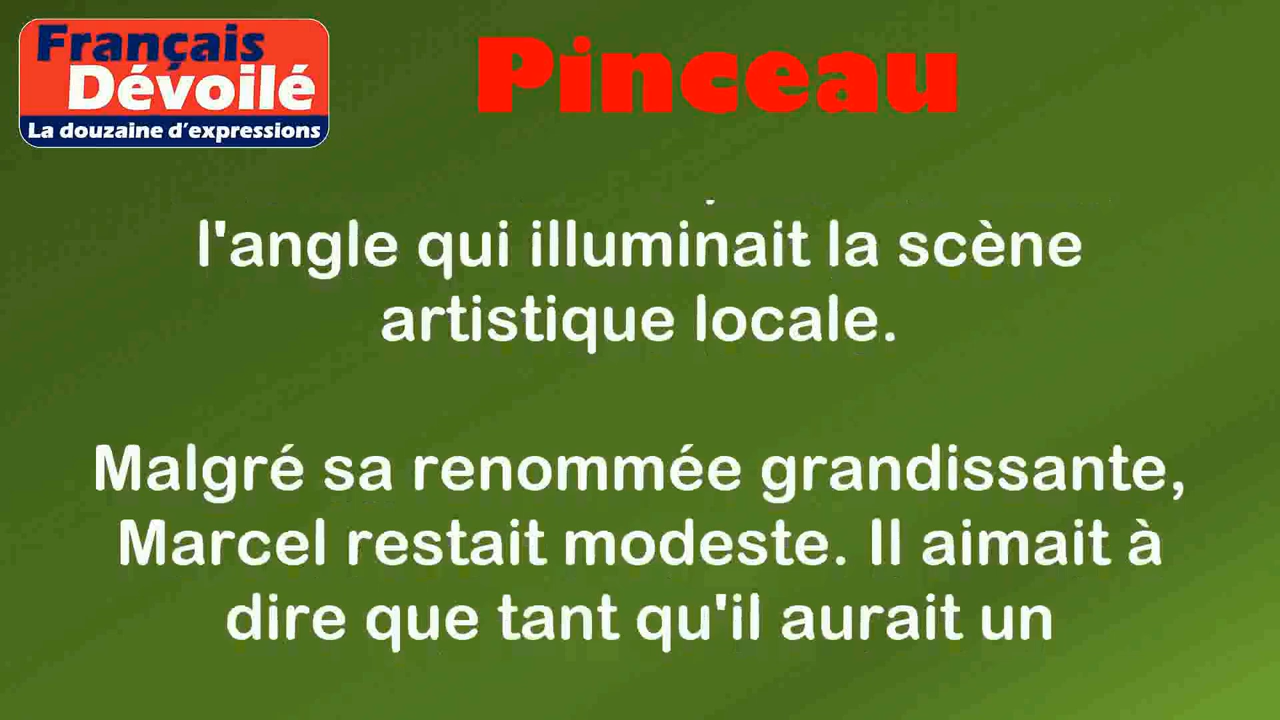 Français
Dévoilé
La douzaine d'expressions
Pinceau
l'angle qui illuminait la scène
artistique locale.
Malgré sa renommée grandissante,
Marcel restait modeste. Il aimait à
dire que tant qu'il aurait un